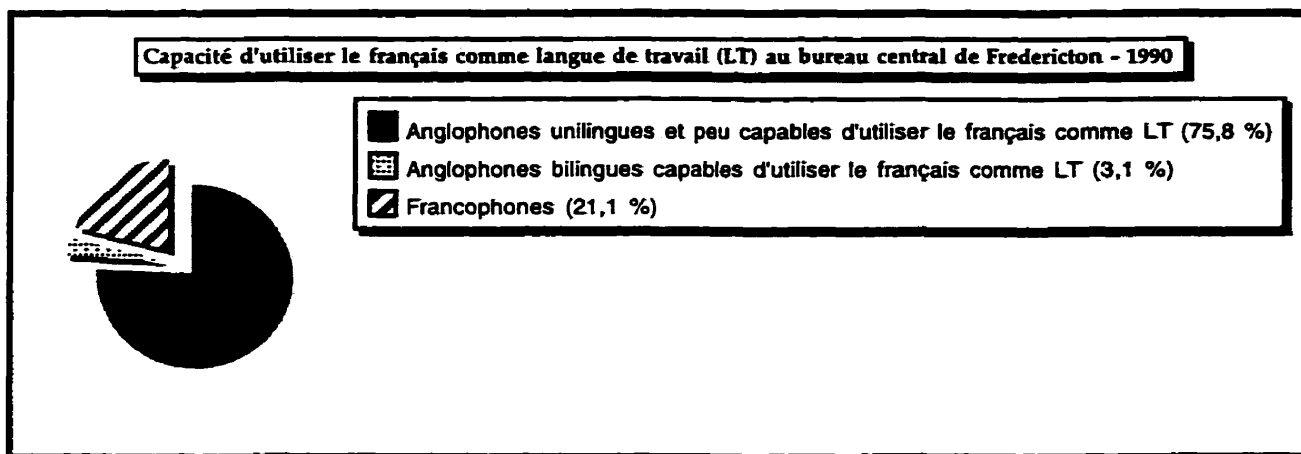 Capacité d'utiliser le français comme langue de travail (LT) au bureau central de Fredericton - 1990
Anglophones unilingues et peu capables d'utiliser le français comme LT (75,8 %)
Anglophones bilingues capables d'utiliser le français comme LT (3,1 %)
Francophones (21,1 %)